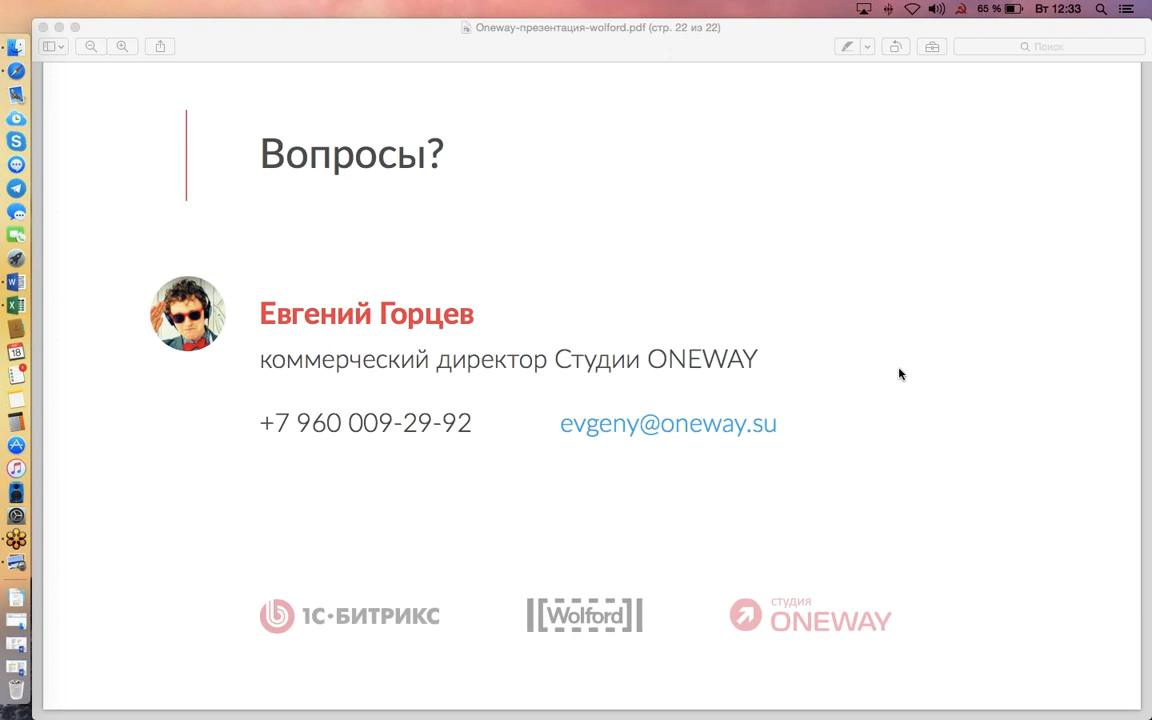 65 % Вт 12:33
Oneway-презентация-wolford.pdf (стр. 22 из 22)
Поиск
Вопросы?
Евгений Горцев
коммерческий директор Студии ONEWAY
+7 960 009-29-92 evgeny@oneway.su
1С·БИТРИКС
Wolford
студия
ONEWAY
18